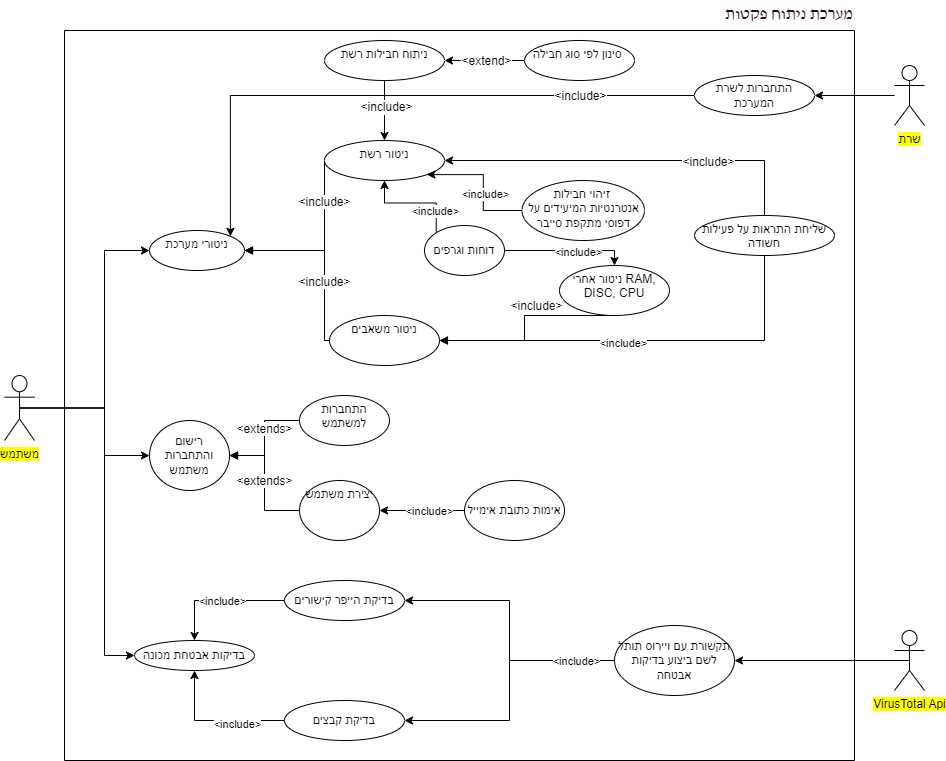 מערכת ניתוח פקטות
ניתוח חבילות רשת
<extend>
סינון לפי סוג חבילה
<include>
<include>
התחברות לשרת
המערכת
שרת
ניטור רשת
<include>
<include>
<include>
<include>
זיהוי חבילות
אנטרנטיות המיעידים על
דפוסי מתקפת סייבר
שליחת התראות על פעילות
חשודה
ניטורי מערכת
דוחות וגרפים
<include>
ניטור אחרי RAM,
DISC, CPU
<include>
<include>
ניטור משאבים
<include>
משתמש
רישום
והתחברות
משתמש
<extends>
התחברות
למשתמש
<extends>
יצירת משתמש
<include>
אימות כתובת אימייל
בדיקות אבטחת מכונה
<include>
בדיקת הייפר קישורים
<include>
בדיקת קבצים
<include>
תקשורת עם ויירוס תותל
לשם ביצוע בדיקות
אבטחה
VirusTotal Api